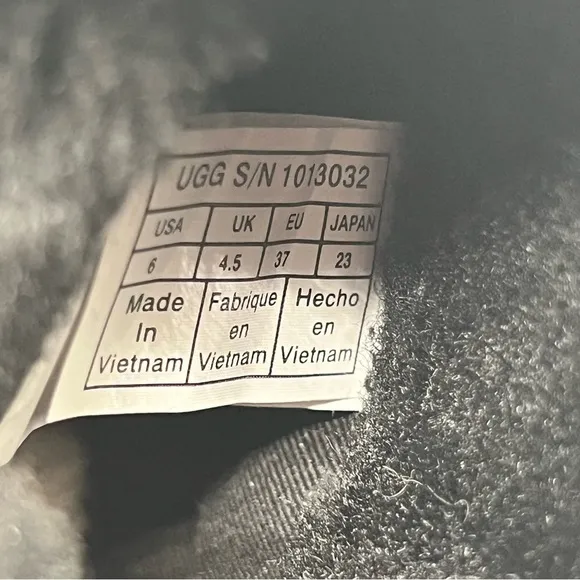 UGG S/N 1013032
USA UK EU JAPAN
6 4.5 37 23
Made Fabrique Hecho
In en en
Vietnam Vietnam Vietnam